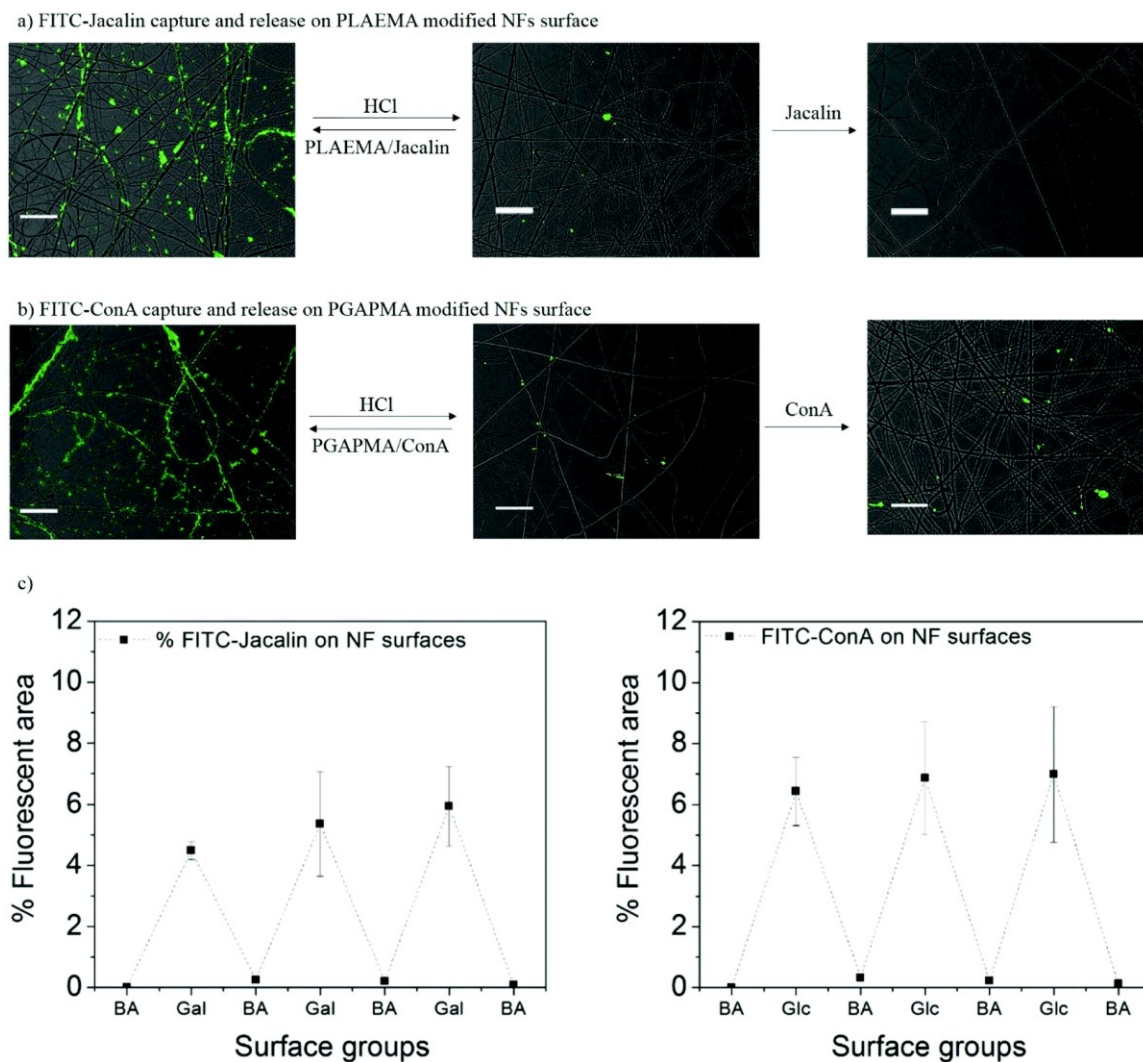 a) FITC-Jacalin capture and release on PLAEMA modified NFs surface
HCl
PLAEMA/Jacalin
Jacalin
b) FITC-ConA capture and release on PGAPMA modified NFs surface
HCl
PGAPMA/ConA
ConA
c)
12
10
8
6
4
2
0
% Fluorescent area
% FITC-Jacalin on NF surfaces
BA Gal BA Gal BA Gal BA
Surface groups
12
10
8
6
4
2
0
% Fluorescent area
FITC-ConA on NF surfaces
BA Glc BA Glc BA Glc BA
Surface groups